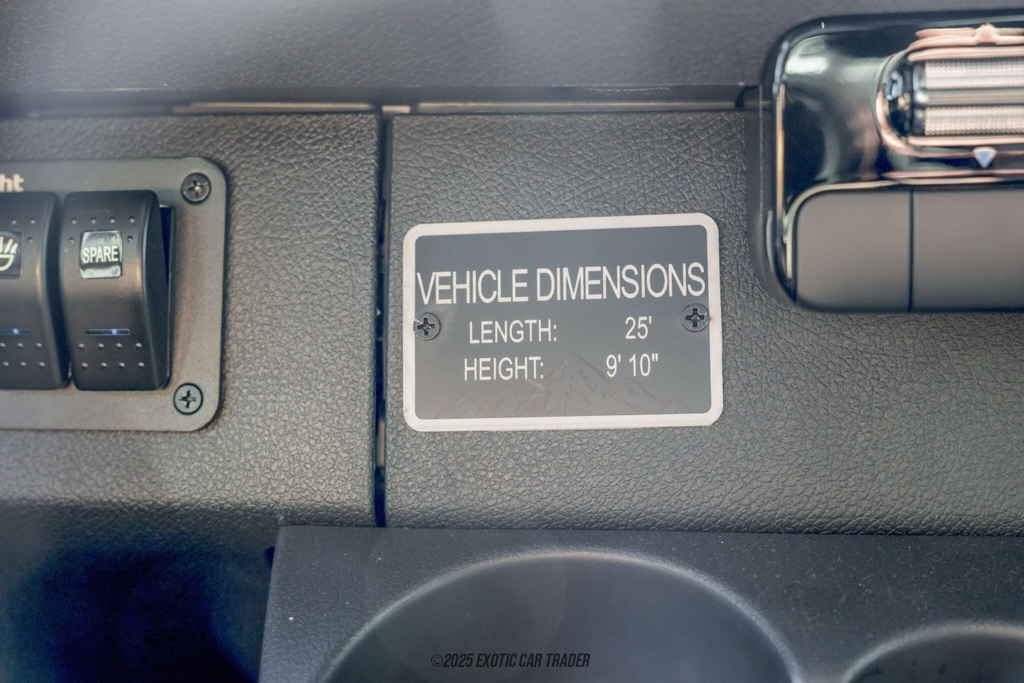 ht
SPARE
VEHICLE DIMENSIONS
LENGTH: 25'
HEIGHT: 9' 10"
©2025 EXOTIC CAR TRADER